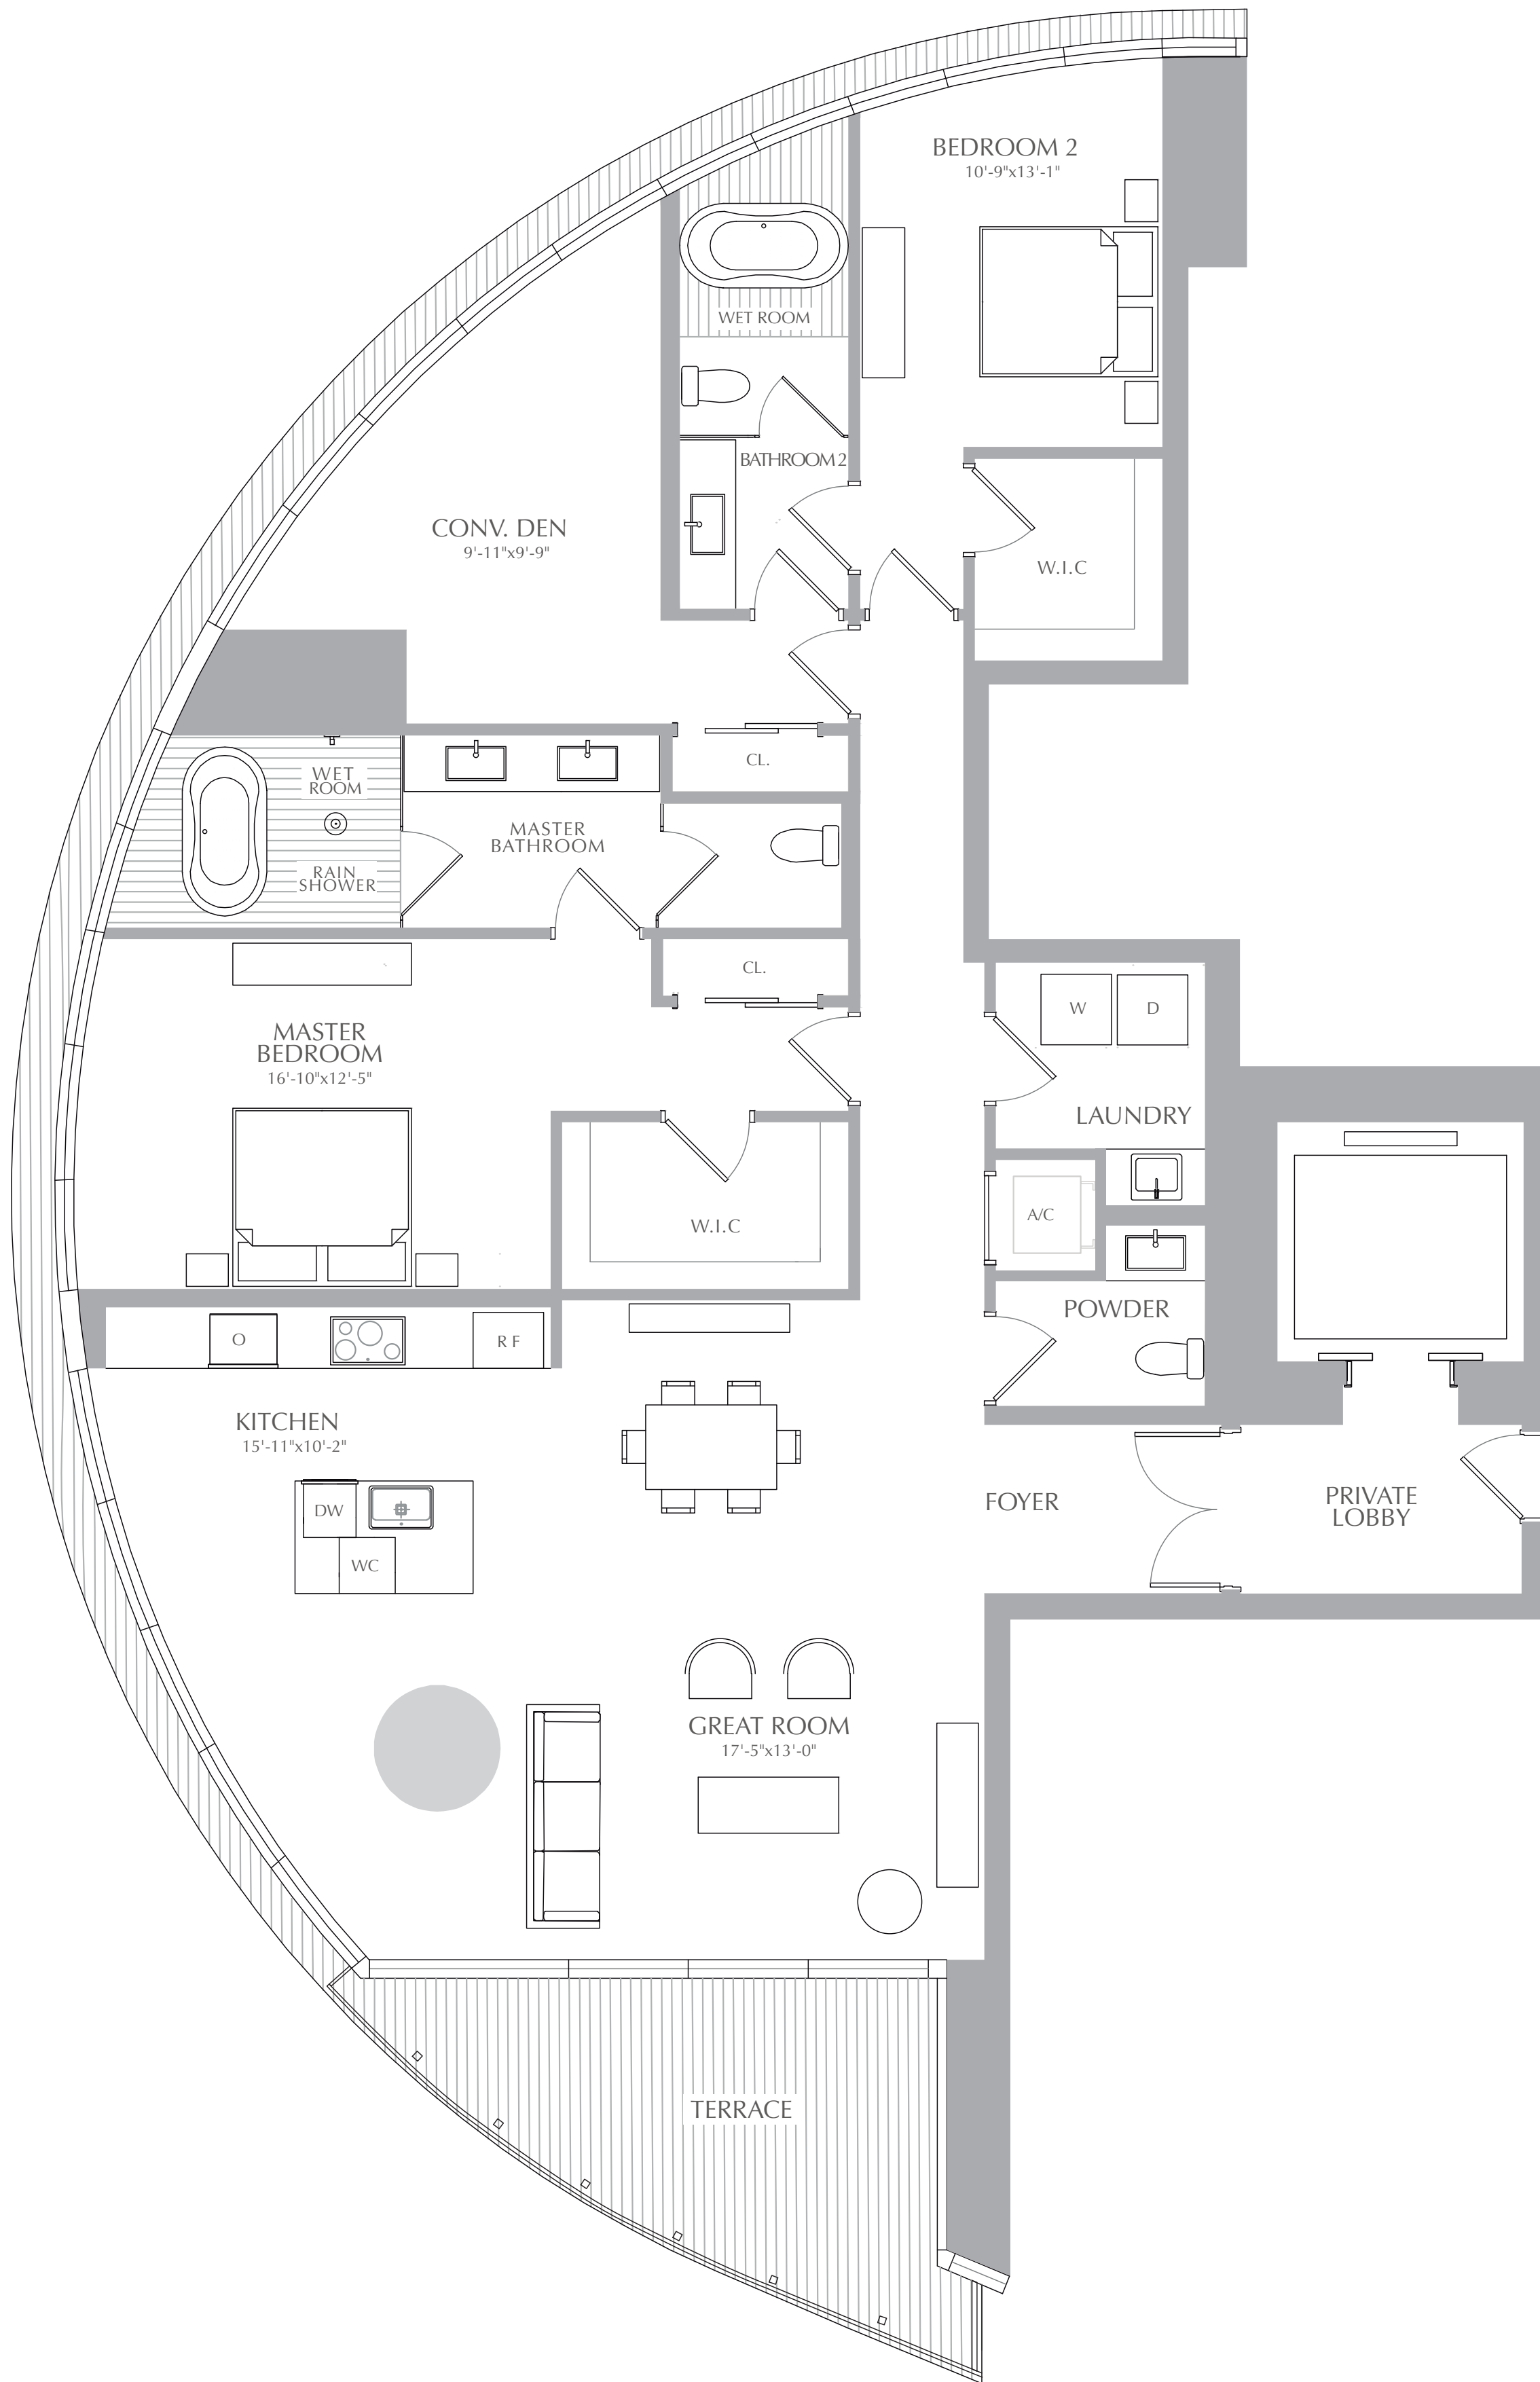 BEDROOM 2
10'-9"x13'-1"
WET ROOM
BATHROOM 2
CONV. DEN
9'-11"x9'-9"
W.I.C
CL.
WET
ROOM
MASTER
BATHROOM
RAIN
SHOWER
CL.
W
D
MASTER
BEDROOM
16'-10"x12'-5"
LAUNDRY
A/C
W.I.C
POWDER
O
R F
KITCHEN
15'-11"x10'-2"
DW
WC
FOYER
PRIVATE
LOBBY
GREAT ROOM
17'-5"x13'-0"
TERRACE